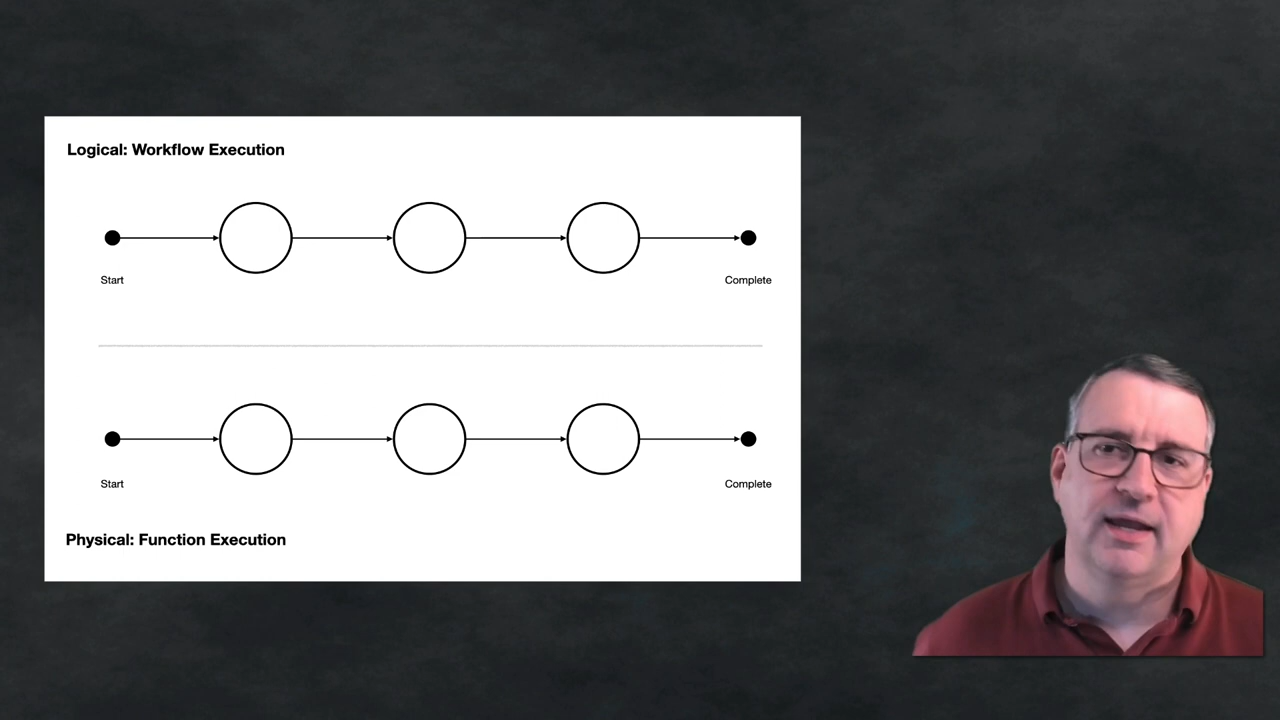 Logical: Workflow Execution
Start
Complete
Start
Complete
Physical: Function Execution